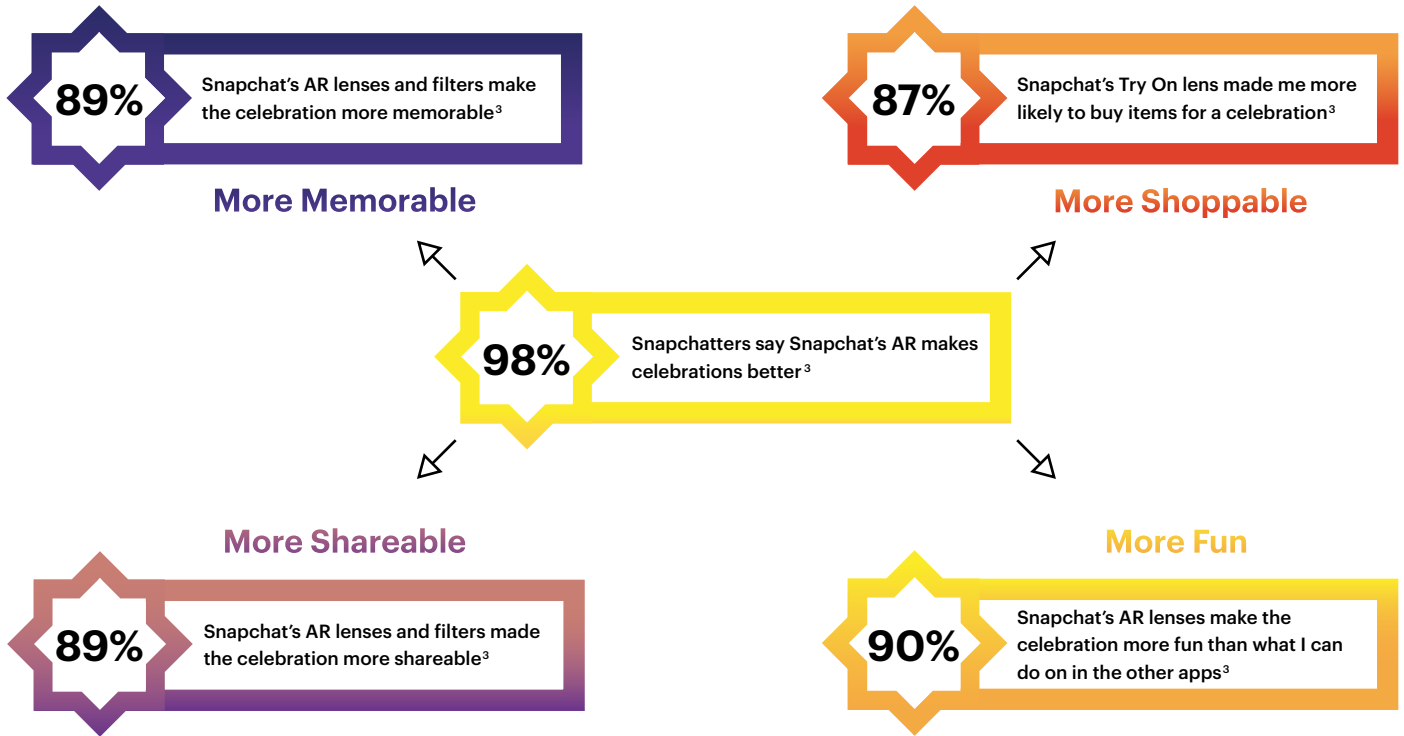 89%
Snapchat’s AR lenses and filters make
the celebration more memorable³
More Memorable
87%
Snapchat’s Try On lens made me more
likely to buy items for a celebration³
More Shoppable
98%
Snapchatters say Snapchat’s AR makes
celebrations better³
More Shareable
89%
Snapchat’s AR lenses and filters made
the celebration more shareable³
More Fun
90%
Snapchat’s AR lenses make the
celebration more fun than what I can
do on in the other apps³